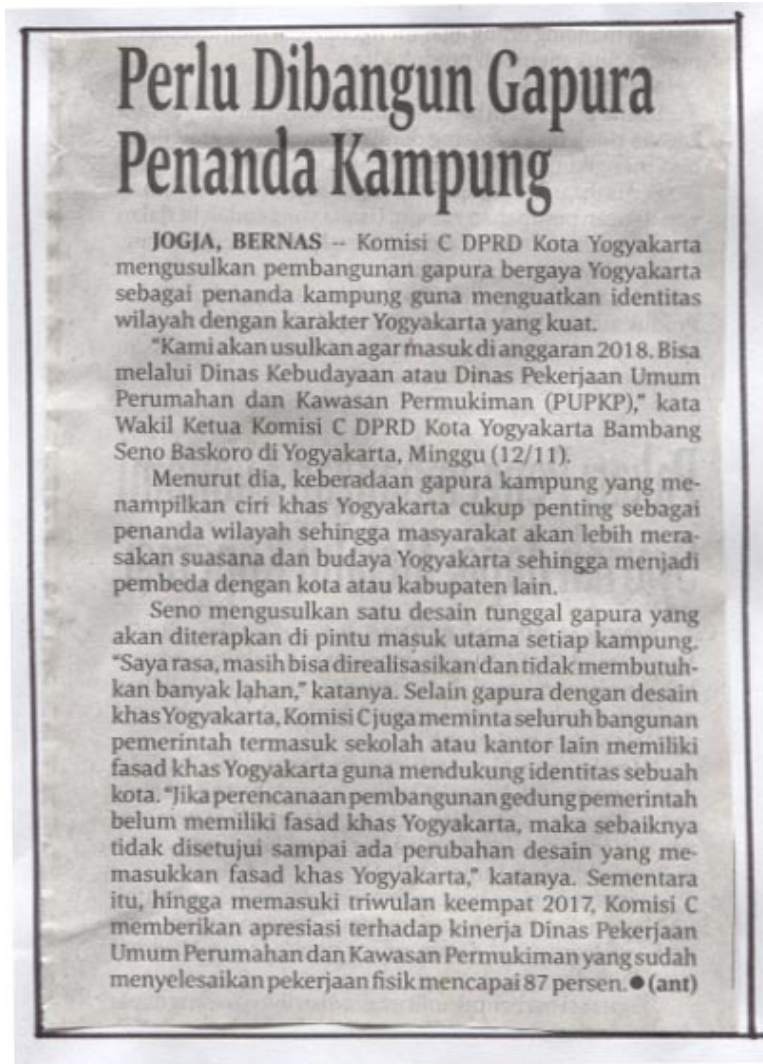 Perlu Dibangun Gapura
Penanda Kampung
JOGJA, BERNAS -- Komisi C DPRD Kota Yogyakarta
mengusulkan pembangunan gapura bergaya Yogyakarta
sebagai penanda kampung guna menguatkan identitas
wilayah dengan karakter Yogyakarta yang kuat.
"Kami akan usulkan agar masuk di anggaran 2018. Bisa
melalui Dinas Kebudayaan atau Dinas Pekerjaan Umum
Perumahan dan Kawasan Permukiman (PUPKP)," kata
Wakil Ketua Komisi C DPRD Kota Yogyakarta Bambang
Seno Baskoro di Yogyakarta, Minggu (12/11).
Menurut dia, keberadaan gapura kampung yang me-
nampilkan ciri khas Yogyakarta cukup penting sebagai
penanda wilayah sehingga masyarakat akan lebih mera-
sakan suasana dan budaya Yogyakarta sehingga menjadi
pembeda dengan kota atau kabupaten lain.
Seno mengusulkan satu desain tunggal gapura yang
akan diterapkan di pintu masuk utama setiap kampung.
"Saya rasa, masih bisa direalisasikan dan tidak membutuh-
kan banyak lahan," katanya. Selain gapura dengan desain
khas Yogyakarta, Komisi C juga meminta seluruh bangunan
pemerintah termasuk sekolah atau kantor lain memiliki
fasad khas Yogyakarta guna mendukung identitas sebuah
kota. "Jika perencanaan pembangunan gedung pemerintah
belum memiliki fasad khas Yogyakarta, maka sebaiknya
tidak disetujui sampai ada perubahan desain yang me-
masukkan fasad khas Yogyakarta," katanya. Sementara
itu, hingga memasuki triwulan keempat 2017, Komisi C
memberikan apresiasi terhadap kinerja Dinas Pekerjaan
Umum Perumahan dan Kawasan Permukiman yang sudah
menyelesaikan pekerjaan fisik mencapai 87 persen. ● (ant)